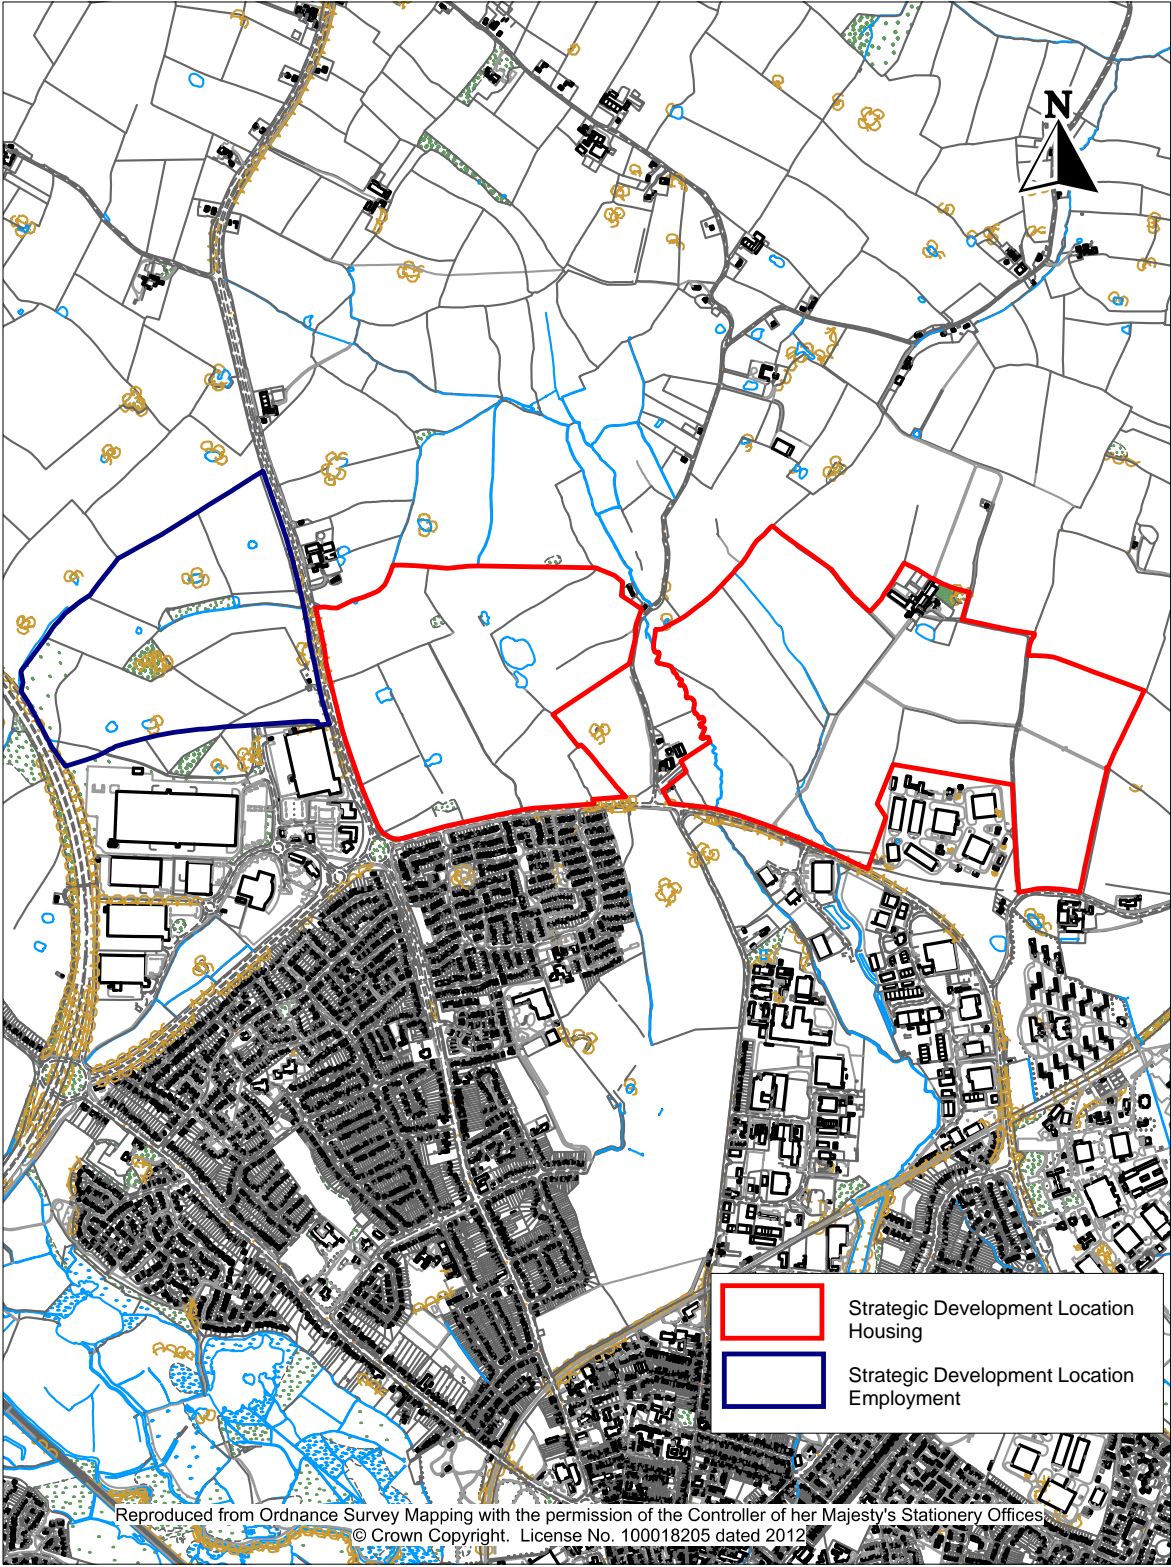 N
Strategic Development Location
Housing
Strategic Development Location
Employment
Reproduced from Ordnance Survey Mapping with the permission of the Controller of her Majesty's Stationery Offices
© Crown Copyright. License No. 100018205 dated 2012